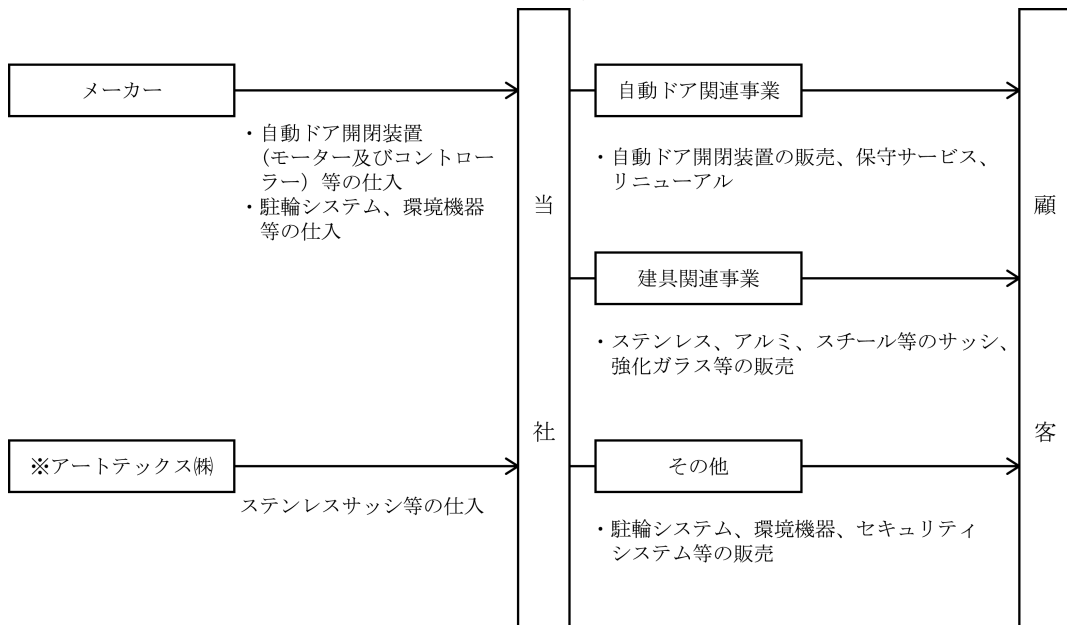 メーカー
・自動ドア開閉装置
(モーター及びコントロー
ラー)等の仕入
・駐輪システム、環境機器
等の仕入
※アートテックス㈱
ステンレスサッシ等の仕入
当
社
自動ドア関連事業
・自動ドア開閉装置の販売、保守サービス、
リニューアル
建具関連事業
・ステンレス、アルミ、スチール等のサッシ、
強化ガラス等の販売
その他
・駐輪システム、環境機器、セキュリティ
システム等の販売
顧
客